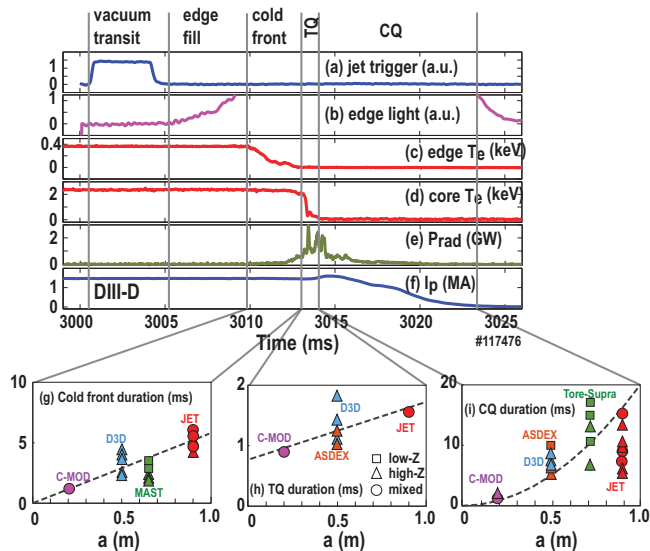 vacuum transit
edge fill
cold front
TQ
CQ
1
0
(a) jet trigger (a.u.)
1
0
(b) edge light (a.u.)
0.4
0
(c) edge Te (keV)
2
0
(d) core Te (keV)
2
0
(e) Prad (GW)
1
0
(f) Ip (MA)
DIII-D
3000 3005 3010 3015 3020 3025
Time (ms)
#117476
(g) Cold front duration (ms)
10
5
0
JET
D3D
C-MOD
MAST
0 0.5 1.0
a (m)
2
1
0
D3D
JET
C-MOD
ASDEX
low-Z
high-Z
mixed
(h) TQ duration (ms)
0 0.5 1.0
a (m)
20
10
0
(i) CQ duration (ms)
Tore-Supra
ASDEX
D3D
C-MOD
JET
0 0.5 1.0
a (m)